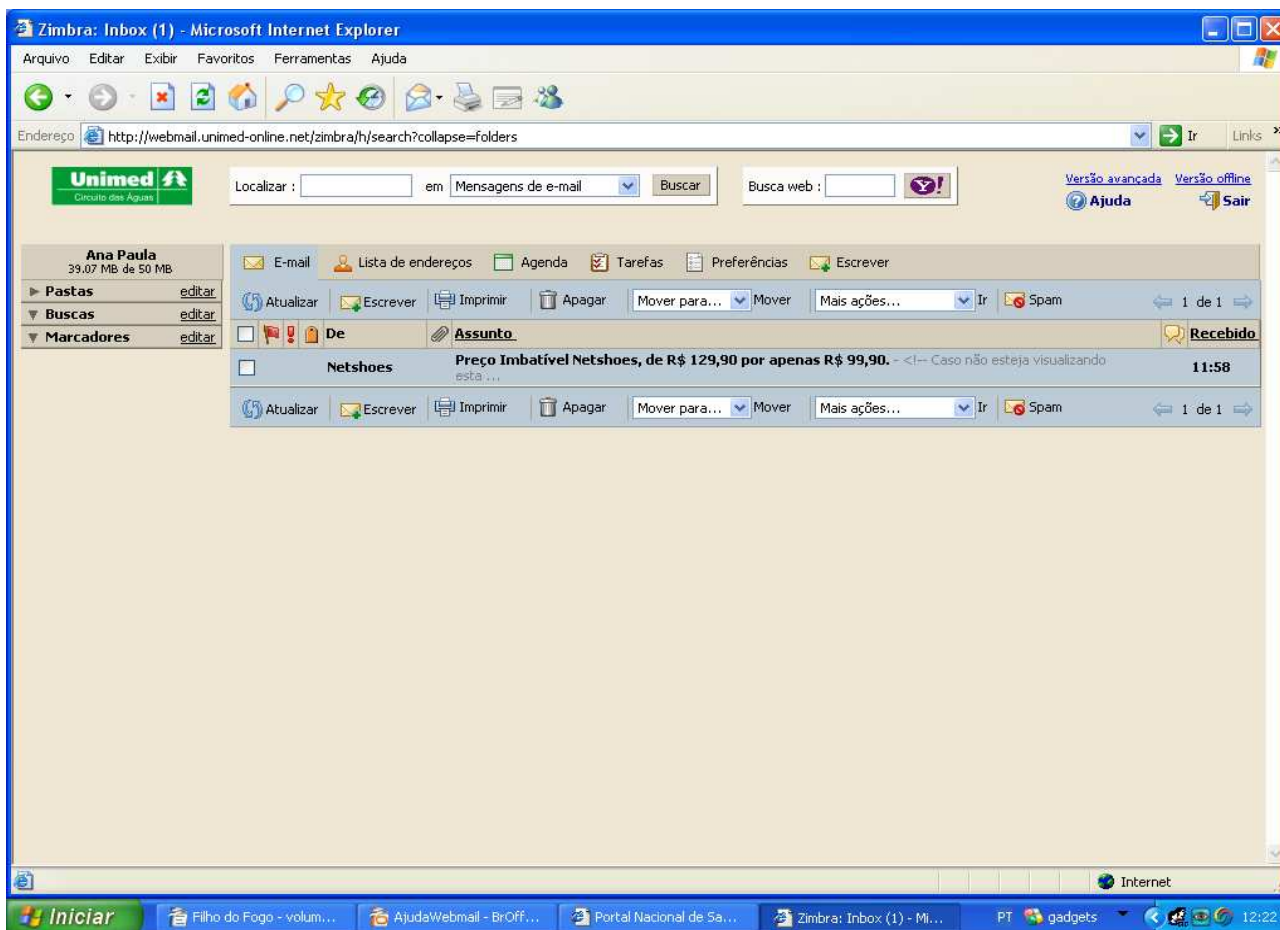 Zimbra: Inbox (1) - Microsoft Internet Explorer
Arquivo Editar Exibir Favoritos Ferramentas Ajuda
Endereço http://webmail.unimed-online.net/zimbra/h/search?collapse=folders Ir Links »
Unimed
Circuito das Águas
Localizar : em Mensagens de e-mail Buscar Busca web : Y!
Versão avançada Versão offline
Ajuda Sair
Ana Paula
39.07 MB de 50 MB
Pastas editar
Buscas editar
Marcadores editar
E-mail Lista de endereços Agenda Tarefas Preferências Escrever
Atualizar Escrever Imprimir Apagar Mover para... Mover Mais ações... Ir Spam 1 de 1
De Assunto Recebido
Netshoes Preço Imbatível Netshoes, de R$ 129,90 por apenas R$ 99,90. - <!-- Caso não esteja visualizando 11:58
esta ...
Atualizar Escrever Imprimir Apagar Mover para... Mover Mais ações... Ir Spam 1 de 1
Internet
Iniciar Filho do Fogo - volum... AjudaWebmail - BrOff... Portal Nacional de Sa... Zimbra: Inbox (1) - Mi... PT gadgets 12:22